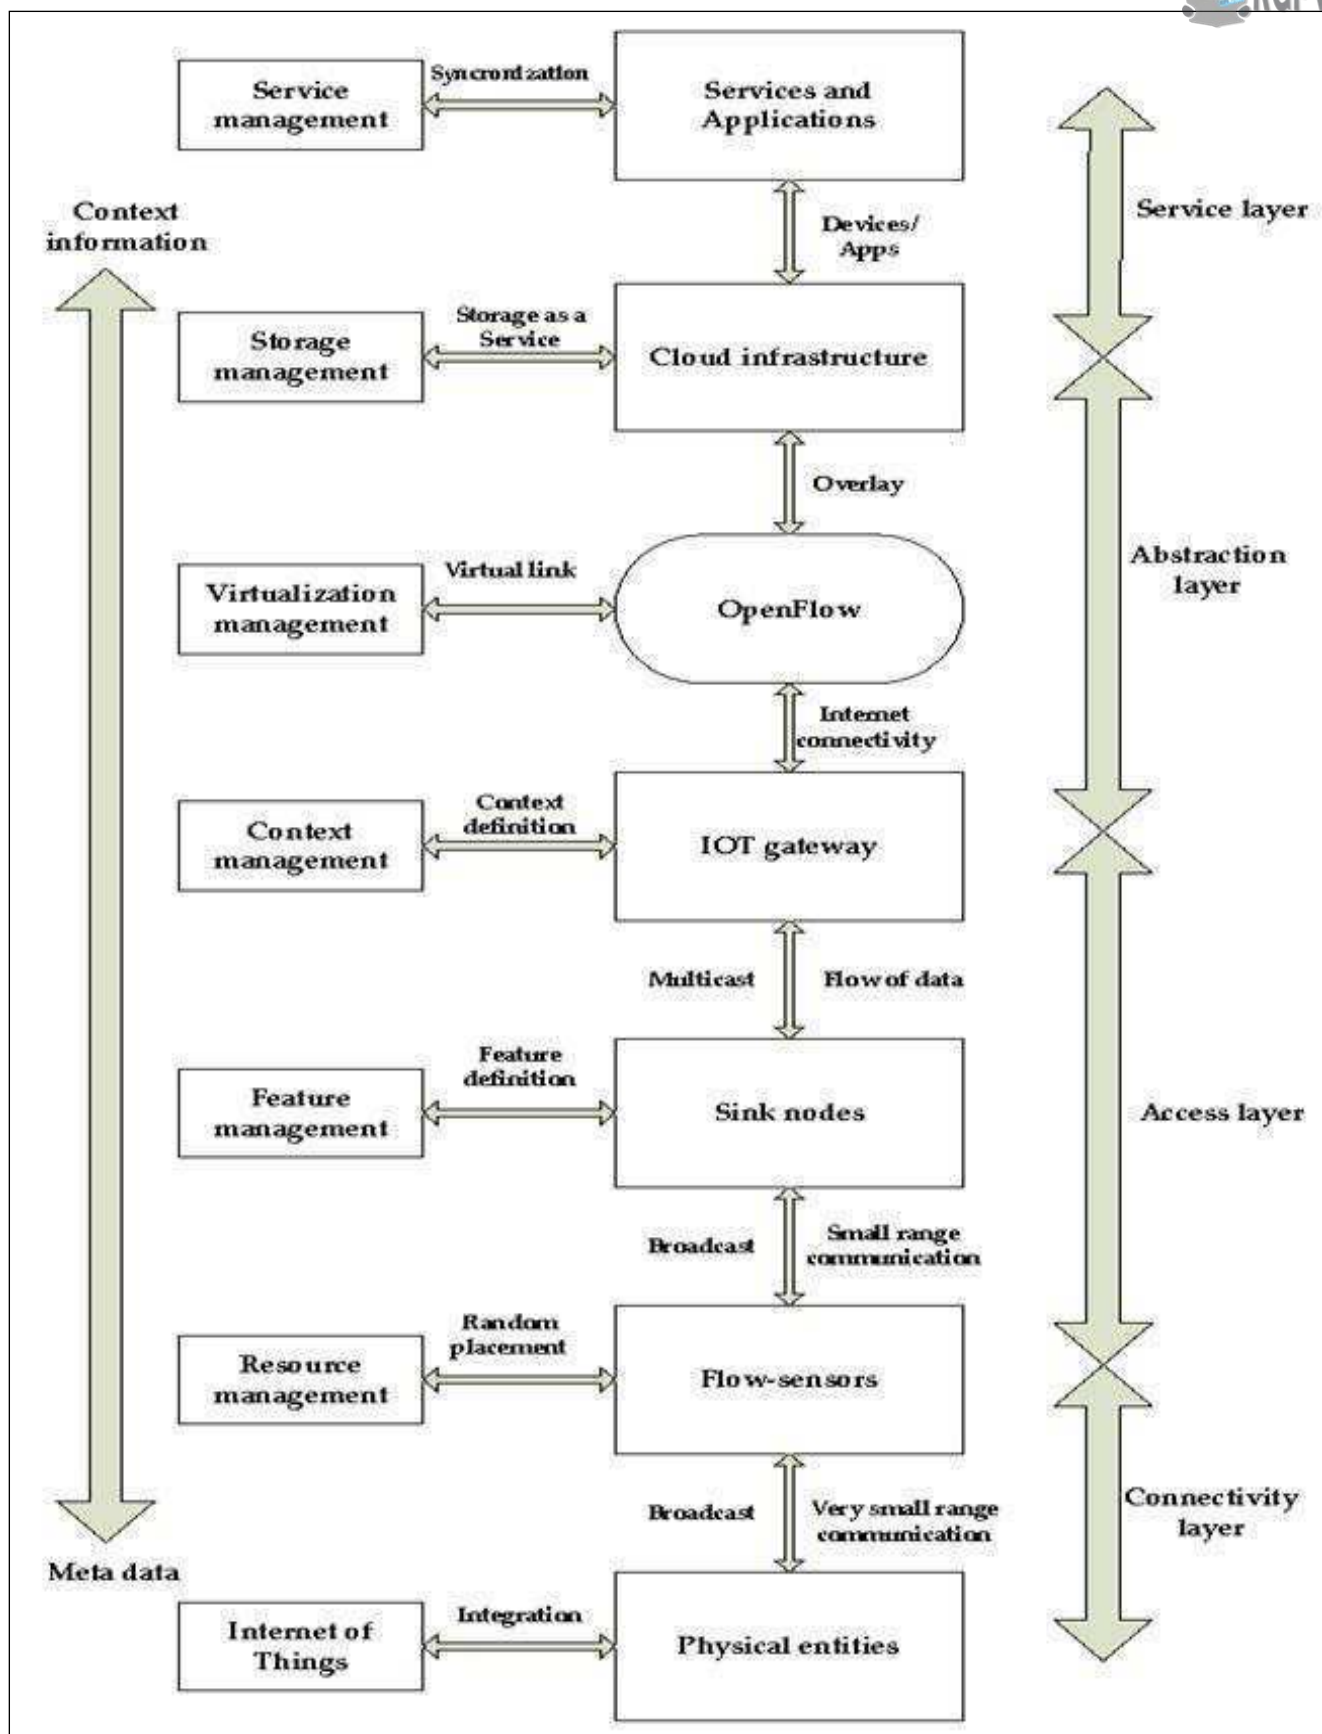 Service
management
Syncronization
Services and
Applications
Service layer
Devices/
Apps
Context
information
Storage
management
Storage as a
Service
Cloud infrastructure
Overlay
Abstraction
layer
Virtualization
management
Virtual link
OpenFlow
Internet
connectivity
Context
management
Context
definition
IOT gateway
Multicast
Flow of data
Feature
management
Feature
definition
Sink nodes
Access layer
Broadcast
Small range
communication
Resource
management
Random
placement
Flow-sensors
Broadcast
Very small range
communication
Connectivity
layer
Meta data
Internet of
Things
Integration
Physical entities